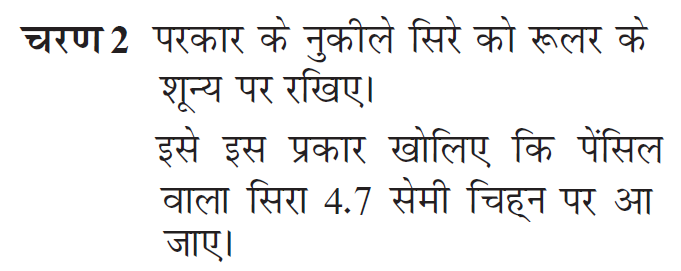 चरण 2 परकार के नुकीले सिरे को रूलर के
शून्य पर रखिए।
इसे इस प्रकार खोलिए कि पेंसिल
वाला सिरा 4.7 सेमी चिह्‌न पर आ
जाए।